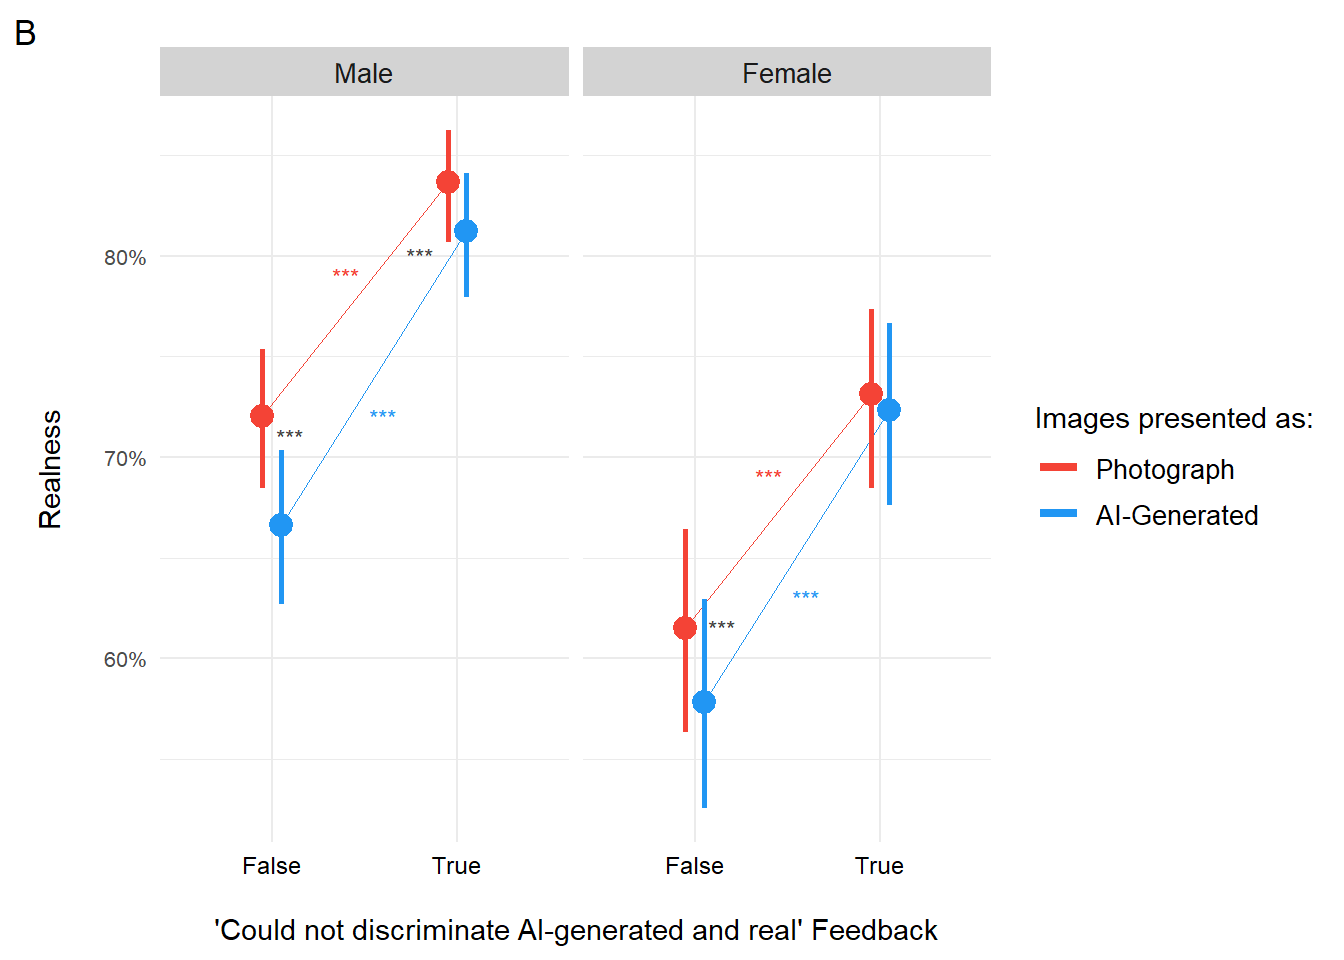 B
Male
Female
***
***
***
***
***
***
***
80%
70%
60%
Realness
False
True
False
True
'Could not discriminate AI-generated and real' Feedback
Images presented as:
Photograph
AI-Generated